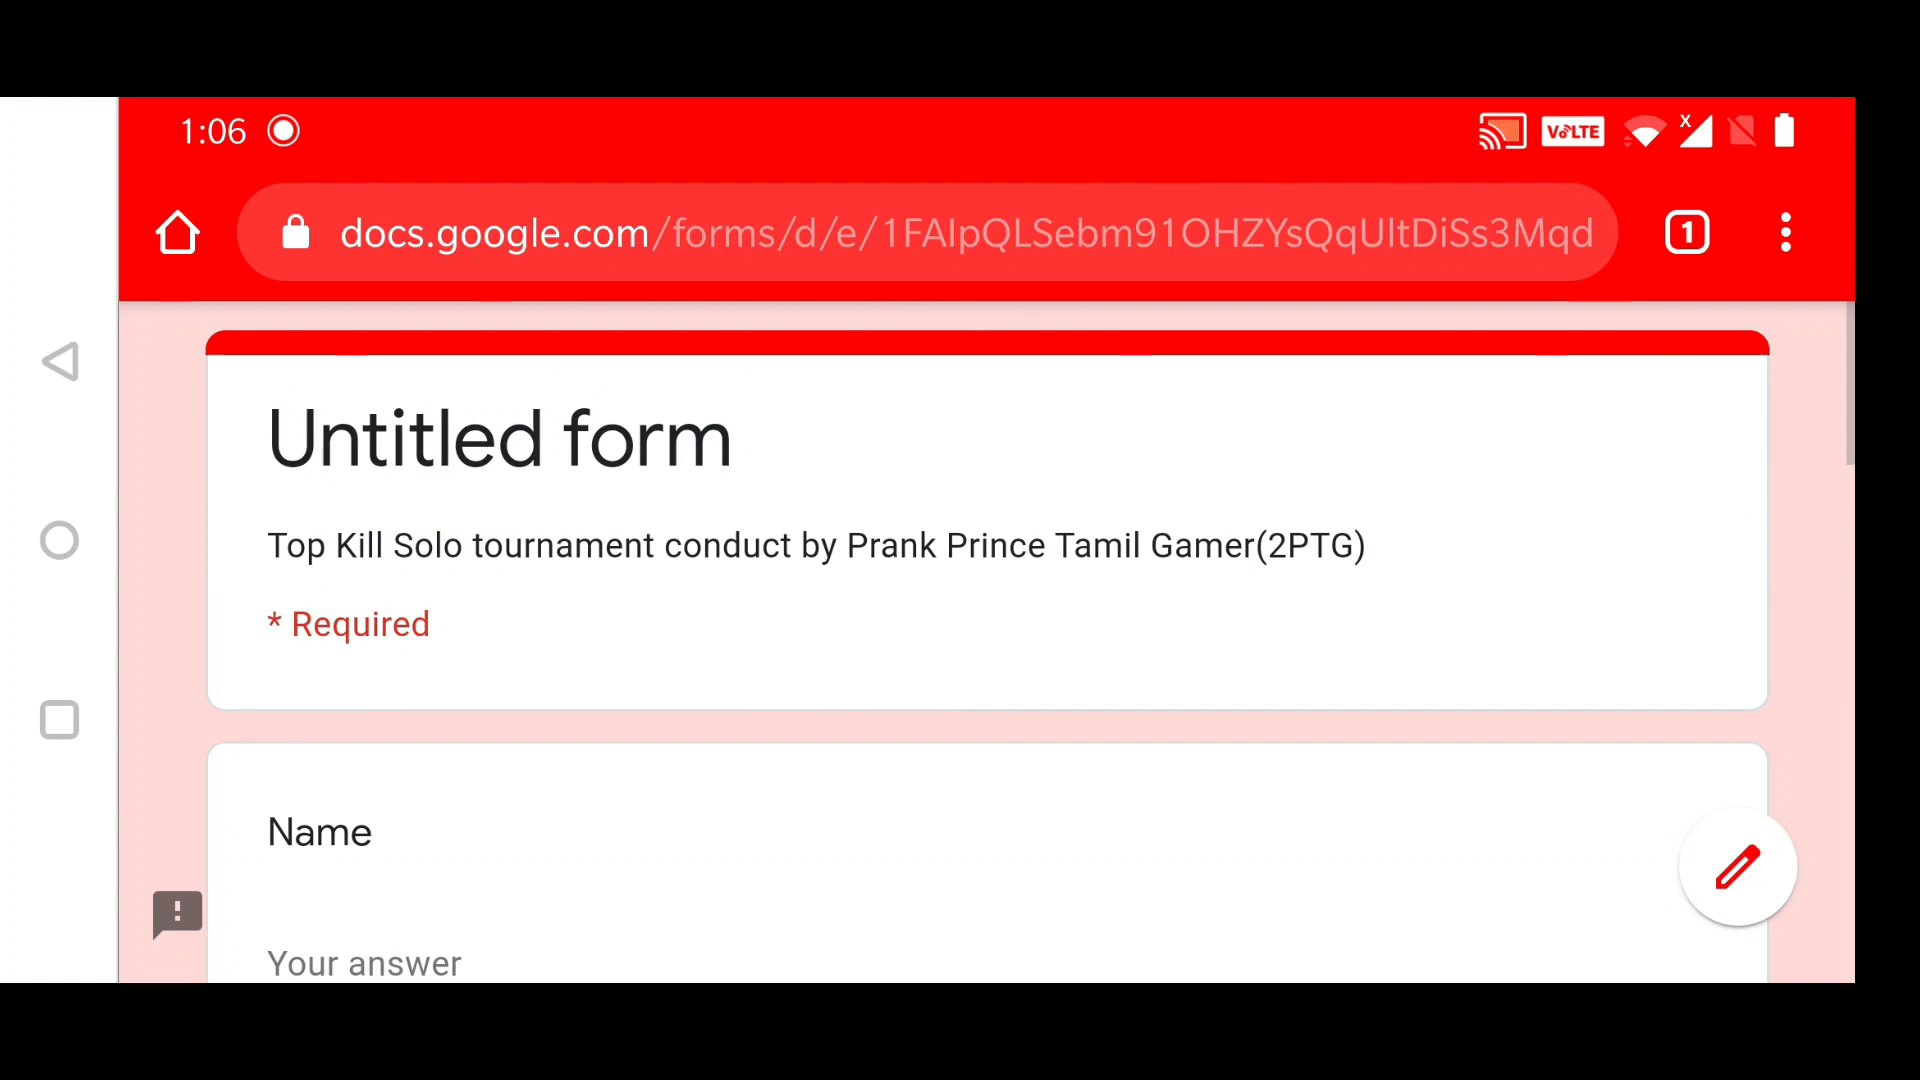 1:06
VoLTE
X
docs.google.com/forms/d/e/1FAIpQLSebm91OHZYsQqUltDiSs3Mqd
1
Untitled form
Top Kill Solo tournament conduct by Prank Prince Tamil Gamer(2PTG)
* Required
Name
Your answer